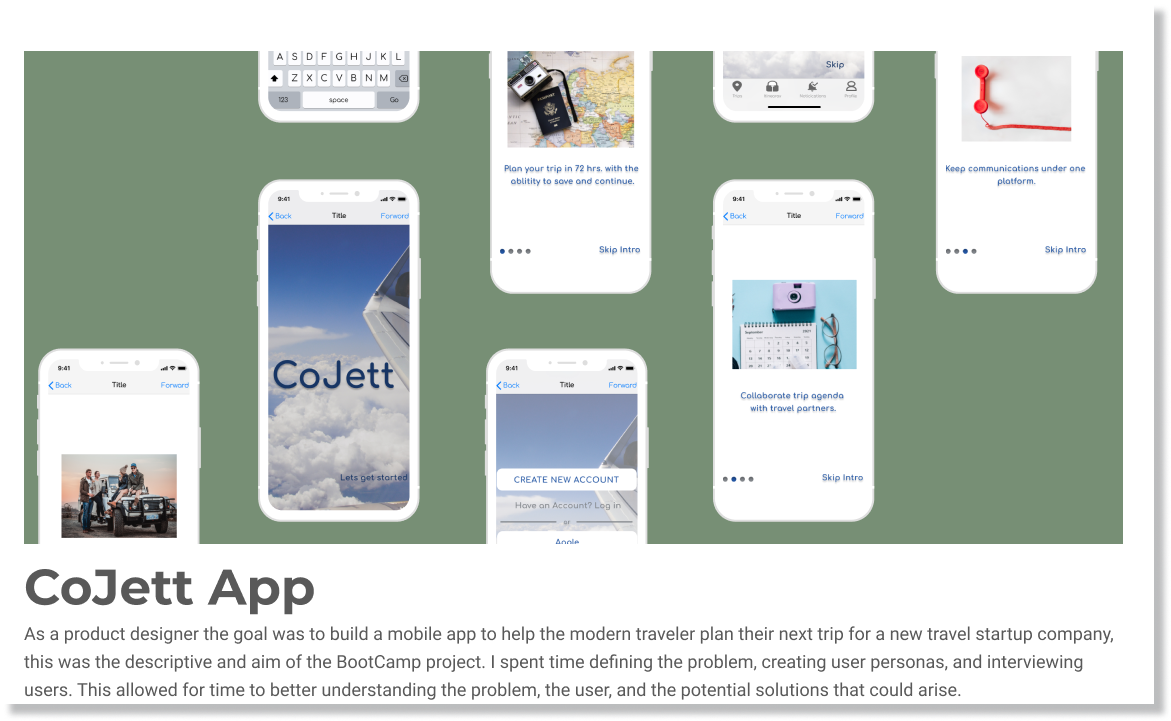 A S D F G H J K L
Z X C V B N M
123 space Go
Plan your trip in 72 hrs. with the
ablitity to save and continue.
Skip Intro
Skip
Profile
Keep communications under one
platform.
Skip Intro
9:41
Back Title Forward
CoJett
Lets get started
9:41
Back Title Forward
September 2021
Collaborate trip agenda
with travel partners.
Skip Intro
9:41
Back Title Forward
9:41
Back Title Forward
CREATE NEW ACCOUNT
Have an Account? Log in
or
Apple
CoJett App
As a product designer the goal was to build a mobile app to help the modern traveler plan their next trip for a new travel startup company,
this was the descriptive and aim of the BootCamp project. I spent time defining the problem, creating user personas, and interviewing
users. This allowed for time to better understanding the problem, the user, and the potential solutions that could arise.